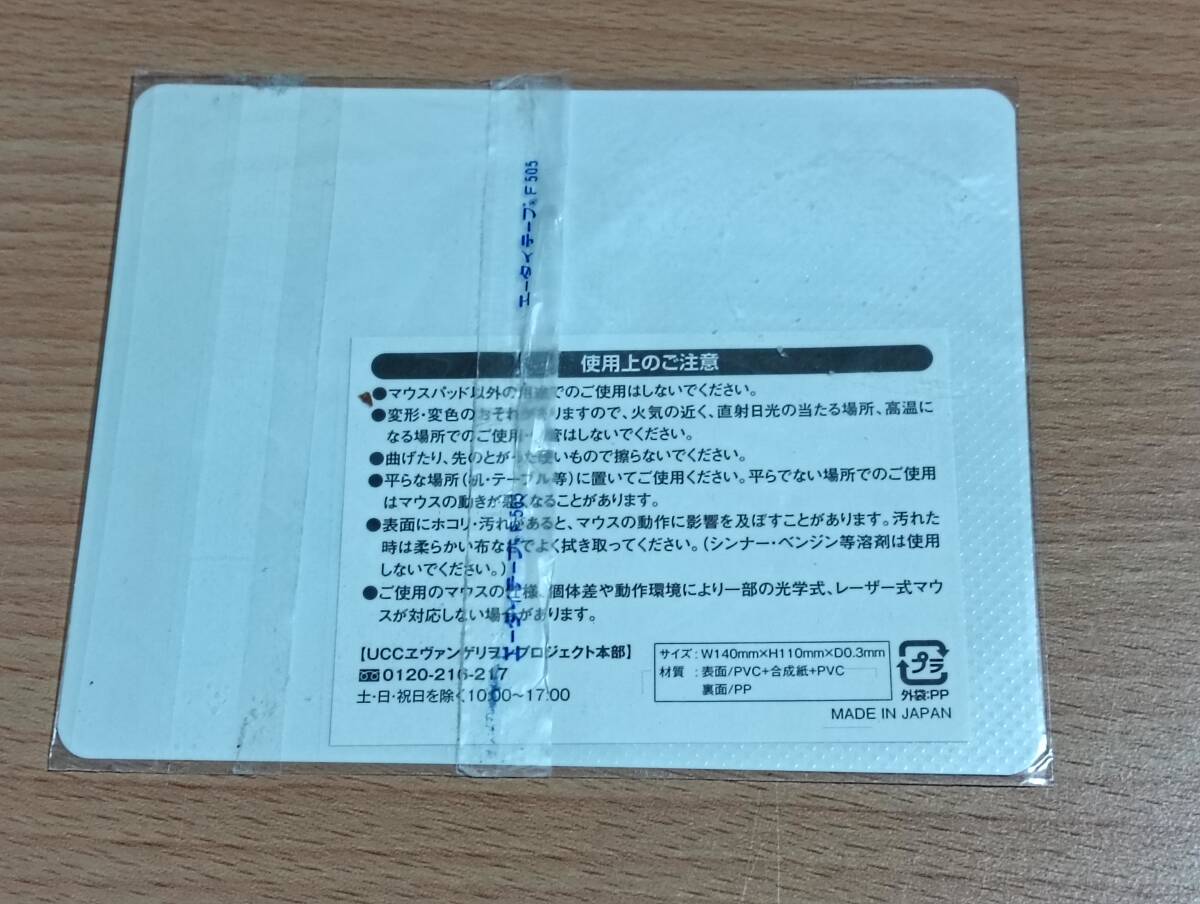 エータイテープ F505
使用上のご注意
●マウスパッド以外の用途でのご使用はしないでください。
●変形・変色のおそれがありますので、火気の近く、直射日光の当たる場所、高温に
なる場所でのご使用・保管はしないでください。
●曲げたり、先のとがった硬いもので擦らないでください。
●平らな場所(机・テーブル等)に置いてご使用ください。平らでない場所でのご使用
はマウスの動きが悪くなることがあります。
●表面にホコリ・汚れがあると、マウスの動作に影響を及ぼすことがあります。汚れた
時は柔らかい布などでよく拭き取ってください。(シンナー・ベンジン等溶剤は使用
しないでください。)
●ご使用のマウスの仕様、個体差や動作環境により一部の光学式、レーザー式マウ
スが対応しない場合があります。
エータイテープ F505
【UCCヱヴァンゲリヲンプロジェクト本部】
0120-216-217
土・日・祝日を除く10:00〜17:00
サイズ:W140mm×H110mm×D0.3mm
材質:表面/PVC+合成紙+PVC
裏面/PP
プラ
外袋:PP
MADE IN JAPAN